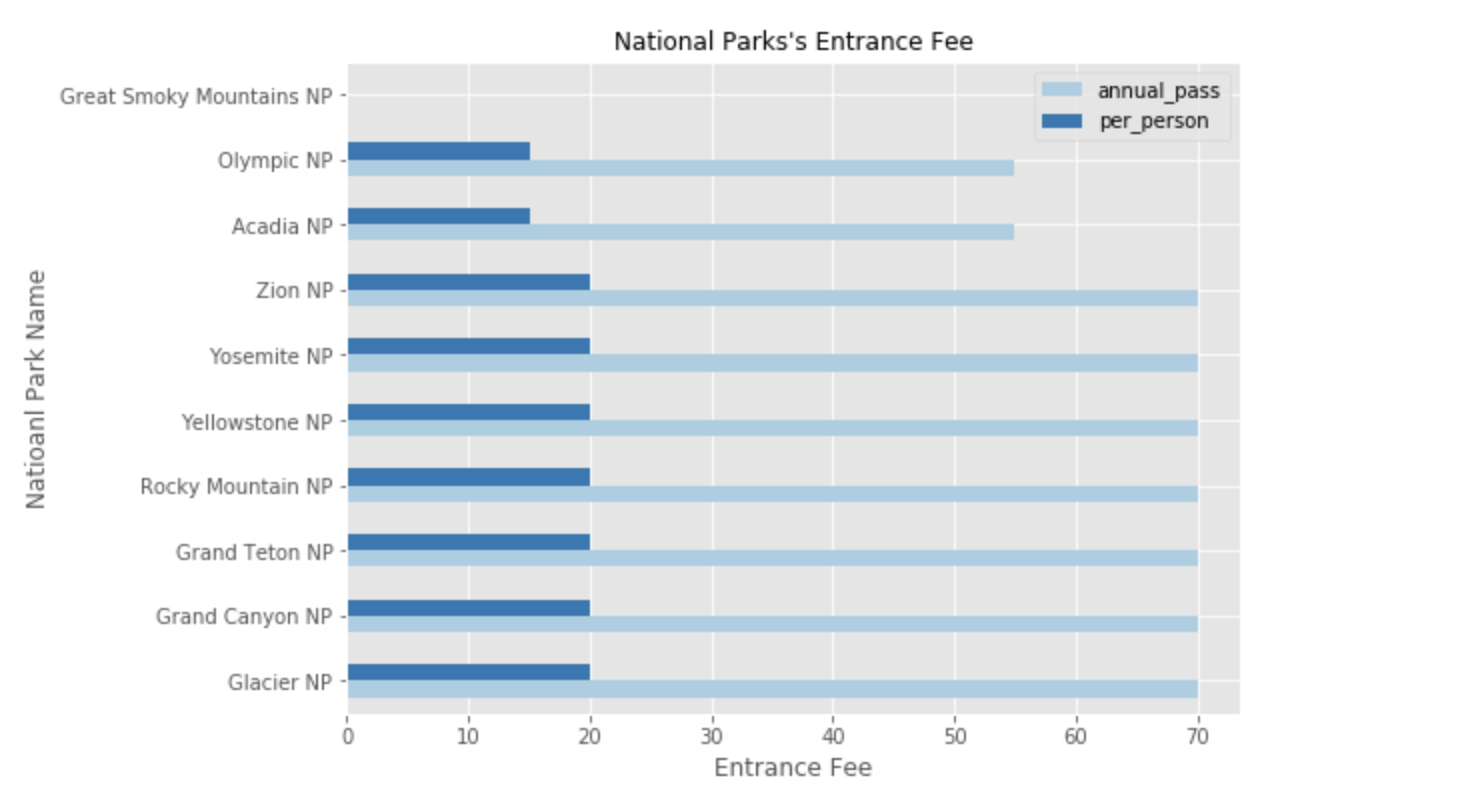 National Parks's Entrance Fee
annual_pass
per_person
Natioanl Park Name
Great Smoky Mountains NP
Olympic NP
Acadia NP
Zion NP
Yosemite NP
Yellowstone NP
Rocky Mountain NP
Grand Teton NP
Grand Canyon NP
Glacier NP
0 10 20 30 40 50 60 70
Entrance Fee